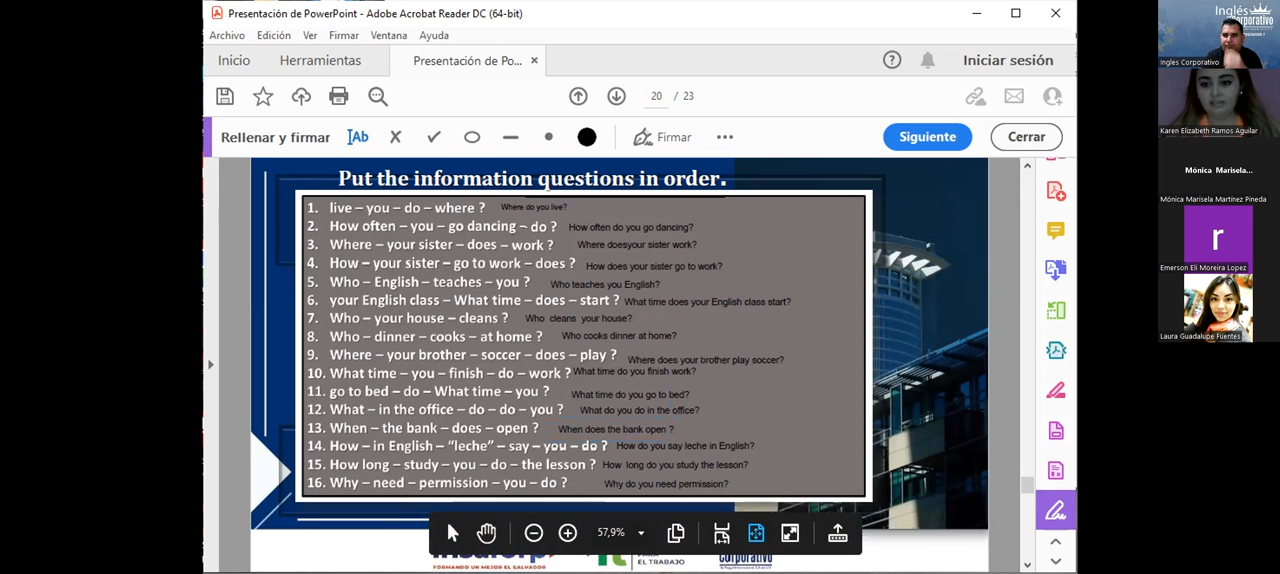 Presentación de PowerPoint - Adobe Acrobat Reader DC (64-bit)
Archivo Edición Ver Firmar Ventana Ayuda
Inicio Herramientas Presentación de Po... × Iniciar sesión
20 / 23
Rellenar y firmar Ab Firmar ... Siguiente Cerrar
Put the information questions in order.
1. live – you – do – where ? Where do you live?
2. How often – you – go dancing – do ? How often do you go dancing?
3. Where – your sister – does – work ? Where doesyour sister work?
4. How – your sister – go to work – does ? How does your sister go to work?
5. Who – English – teaches – you ? Who teaches you English?
6. your English class – What time – does – start ? What time does your English class start?
7. Who – your house – cleans ? Who cleans your house?
8. Who – dinner – cooks – at home ? Who cooks dinner at home?
9. Where – your brother – soccer – does – play ? Where does your brother play soccer?
10. What time – you – finish – do – work ? What time do you finish work?
11. go to bed – do – What time – you ? What time do you go to bed?
12. What – in the office – do – do – you ? What do you do in the office?
13. When – the bank – does – open ? When does the bank open ?
14. How – in English – “leche” – say – you – do ? How do you say leche in English?
15. How long – study – you – do – the lesson ? How long do you study the lesson?
16. Why – need – permission – you – do ? Why do you need permission?
57,9%
FORMANDO UN MEJOR EL SALVADOR
PARA
EL TRABAJO
corporativo
Inglés
Corporativo
Ingles Corporativo
Karen Elizabeth Ramos Aguilar
Mónica Marisela...
Mónica Marisela Martínez Pineda
r
Emerson Eli Moreira Lopez
Laura Guadalupe Fuentes